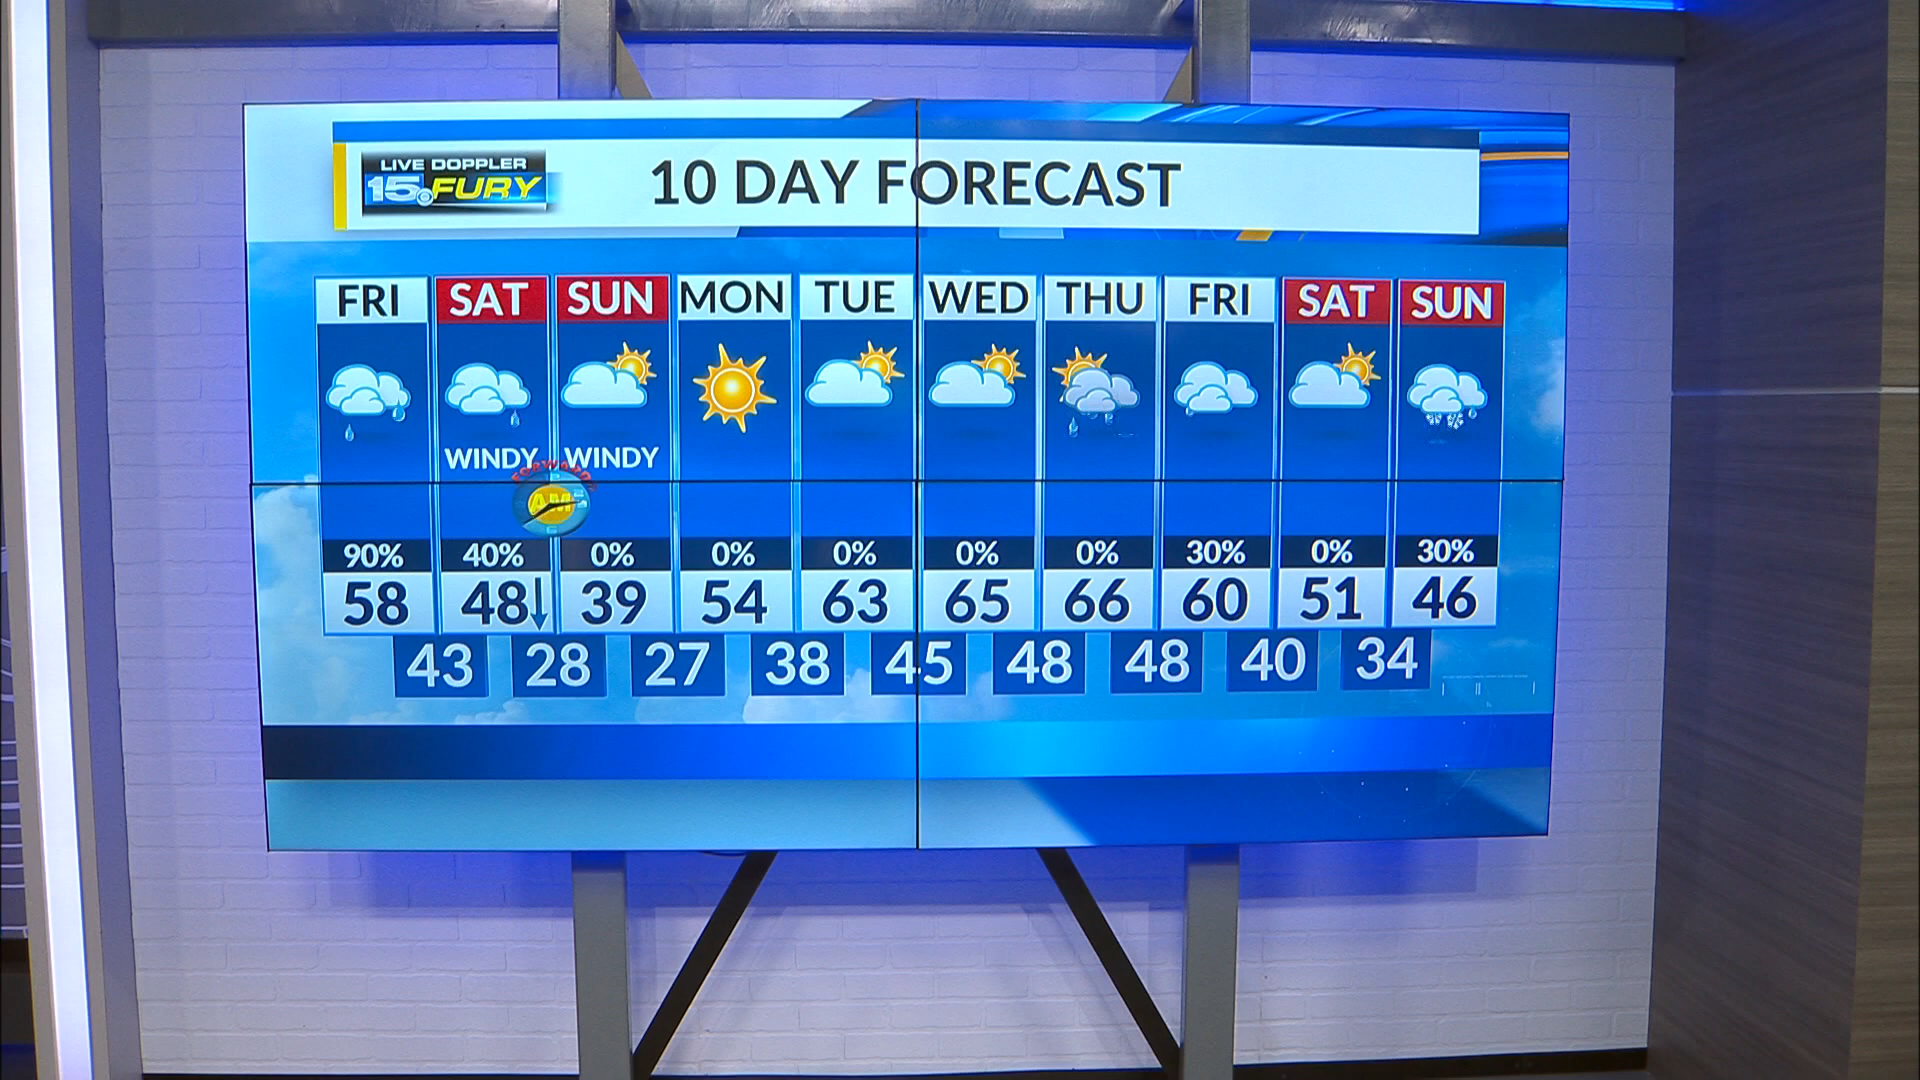 LIVE DOPPLER
15 FURY
10 DAY FORECAST
FRI SAT SUN MON TUE WED THU FRI SAT SUN
WINDY WINDY
FORWARD
AM
90% 40% 0% 0% 0% 0% 0% 30% 0% 30%
58 48↓ 39 54 63 65 66 60 51 46
43 28 27 38 45 48 48 40 34